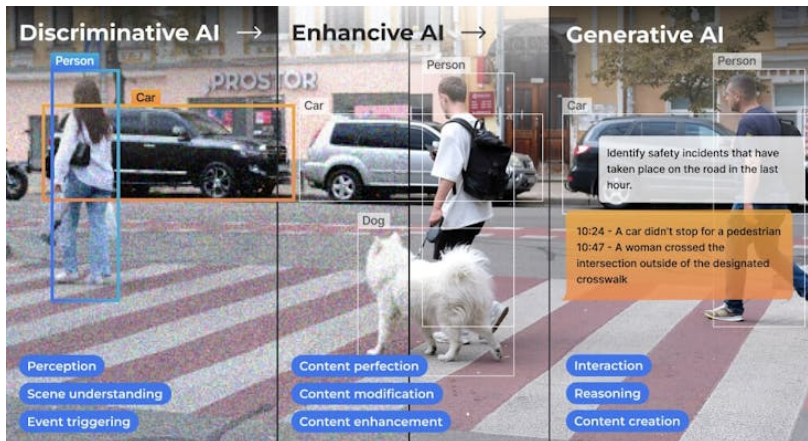 Discriminative AI →
Enhancive AI →
Generative AI
Person
Car
PROSTOR
Perception
Scene understanding
Event triggering
Person
Car
Dog
Content perfection
Content modification
Content enhancement
Person
Car
Identify safety incidents that have
taken place on the road in the last
hour.
10:24 - A car didn't stop for a pedestrian
10:47 - A woman crossed the
intersection outside of the designated
crosswalk
Interaction
Reasoning
Content creation